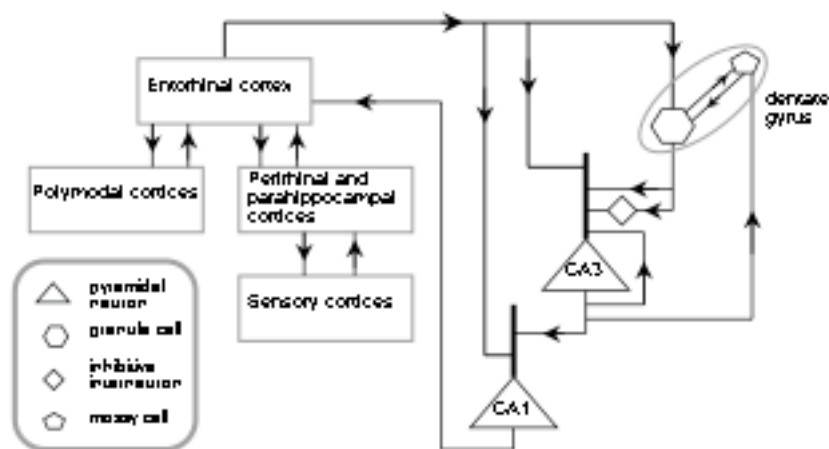 Entorhinal cortex
dentate
gyrus
Polymodal cortices
Perirhinal and
parahippocampal
cortices
Sensory cortices
CA3
CA1
pyramidal
neuron
granule cell
inhibitive
interneuron
mossy cell